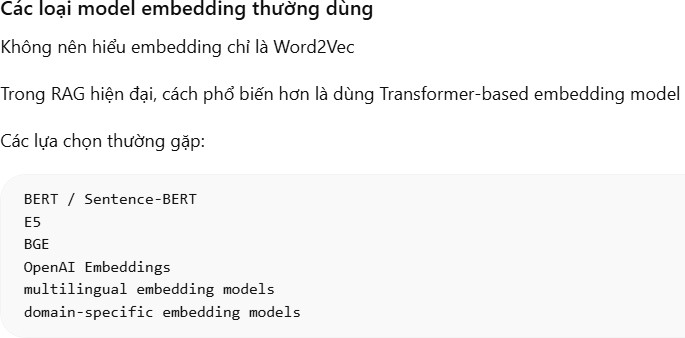 Các loại model embedding thường dùng
Không nên hiểu embedding chỉ là Word2Vec
Trong RAG hiện đại, cách phổ biến hơn là dùng Transformer-based embedding model
Các lựa chọn thường gặp:
BERT / Sentence-BERT
E5
BGE
OpenAI Embeddings
multilingual embedding models
domain-specific embedding models